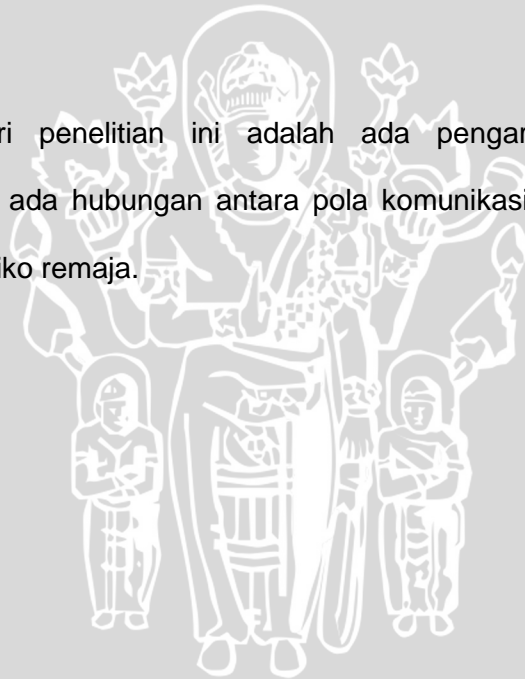 ri penelitian ini adalah ada pengar
ada hubungan antara pola komunikasi
iko remaja.